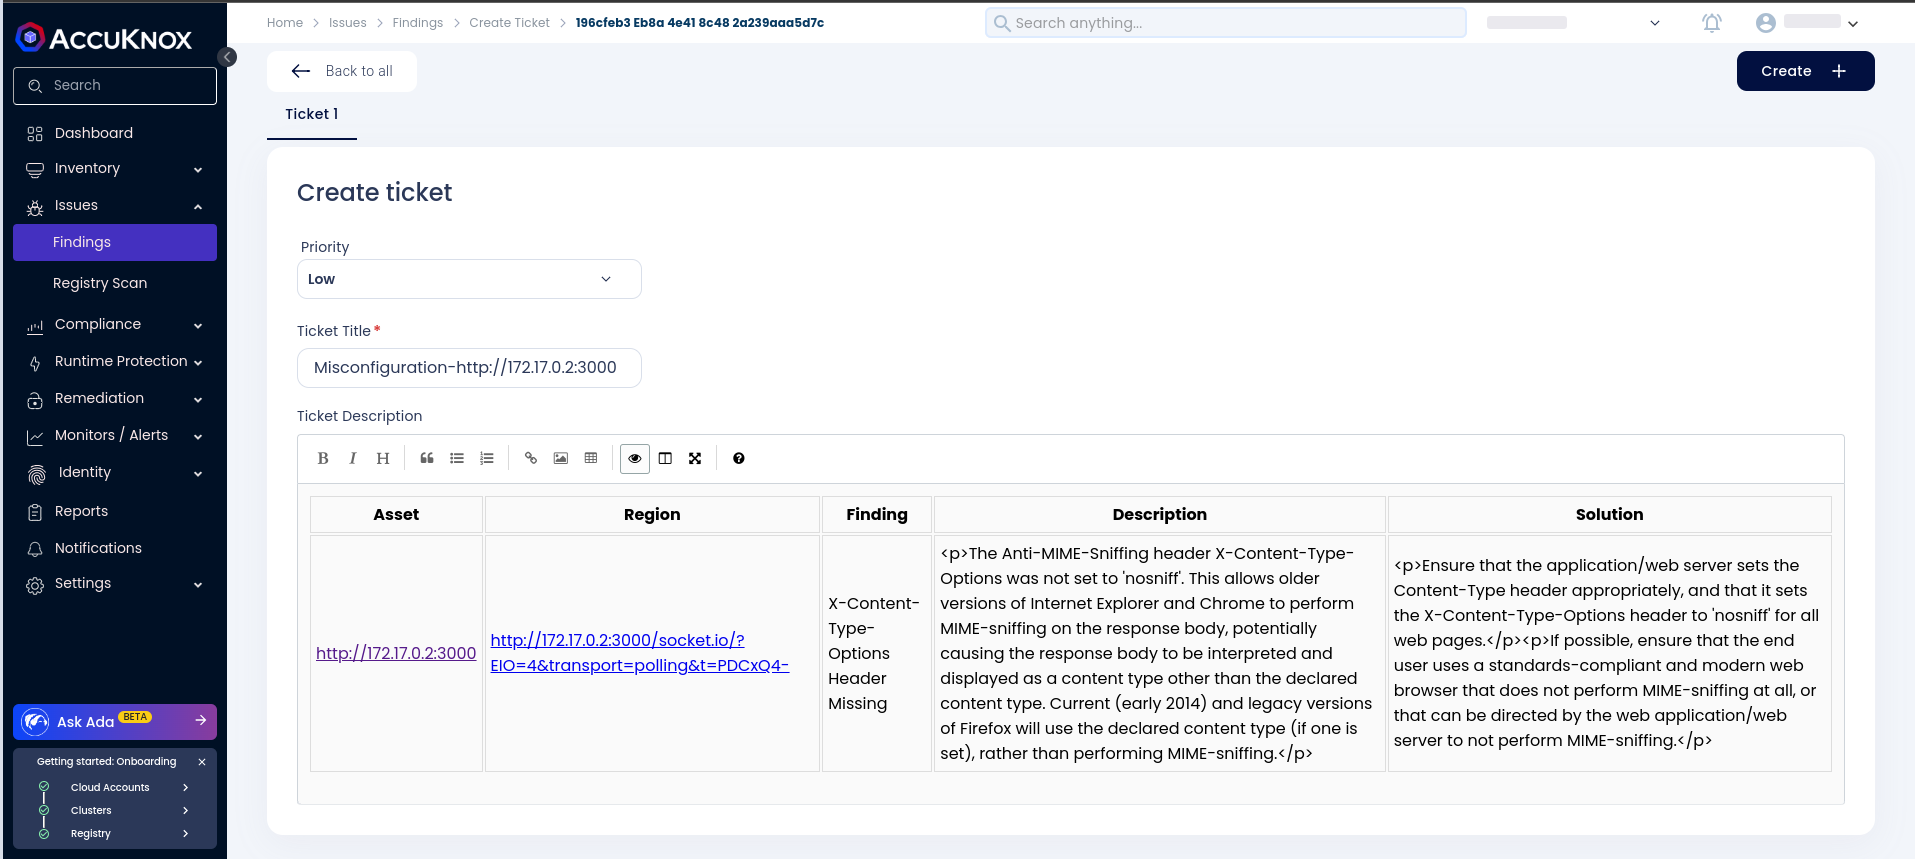 ACCUKNOX
Search
Dashboard
Inventory
Issues
Findings
Registry Scan
Compliance
Runtime Protection
Remediation
Monitors / Alerts
Identity
Reports
Notifications
Settings
Ask Ada BETA
Getting started: Onboarding
Cloud Accounts
Clusters
Registry
Home > Issues > Findings > Create Ticket > 196cfeb3 Eb8a 4e41 8c48 2a239aaa5d7c
Search anything...
Back to all
Create +
Ticket 1
Create ticket
Priority
Low
Ticket Title*
Misconfiguration-http://172.17.0.2:3000
Ticket Description
B I H
Asset Region Finding Description Solution
http://172.17.0.2:3000
http://172.17.0.2:3000/socket.io/?
EIO=4&transport=polling&t=PDCxQ4-
X-Content-
Type-
Options
Header
Missing
<p>The Anti-MIME-Sniffing header X-Content-Type-
Options was not set to 'nosniff'. This allows older
versions of Internet Explorer and Chrome to perform
MIME-sniffing on the response body, potentially
causing the response body to be interpreted and
displayed as a content type other than the declared
content type. Current (early 2014) and legacy versions
of Firefox will use the declared content type (if one is
set), rather than performing MIME-sniffing.</p>
<p>Ensure that the application/web server sets the
Content-Type header appropriately, and that it sets
the X-Content-Type-Options header to 'nosniff' for all
web pages.</p><p>If possible, ensure that the end
user uses a standards-compliant and modern web
browser that does not perform MIME-sniffing at all, or
that can be directed by the web application/web
server to not perform MIME-sniffing.</p>